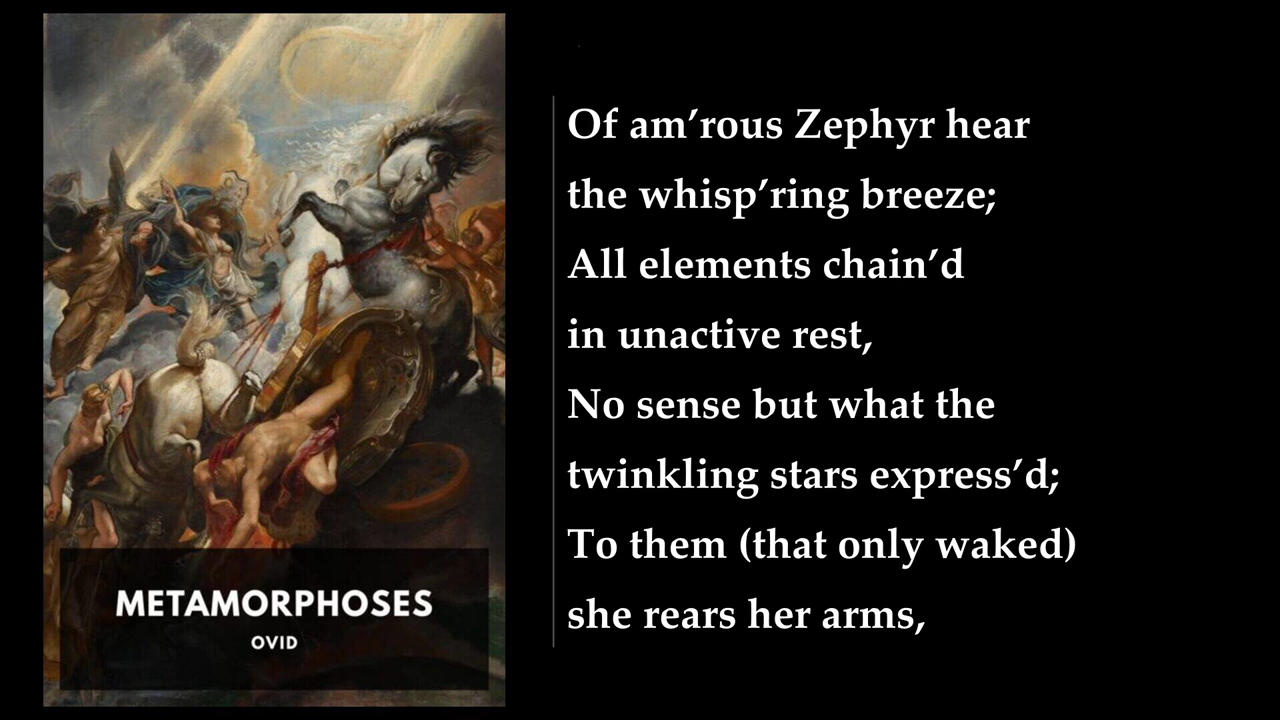 METAMORPHOSES
OVID
Of am’rous Zephyr hear
the whisp’ring breeze;
All elements chain’d
in unactive rest,
No sense but what the
twinkling stars express’d;
To them (that only waked)
she rears her arms,